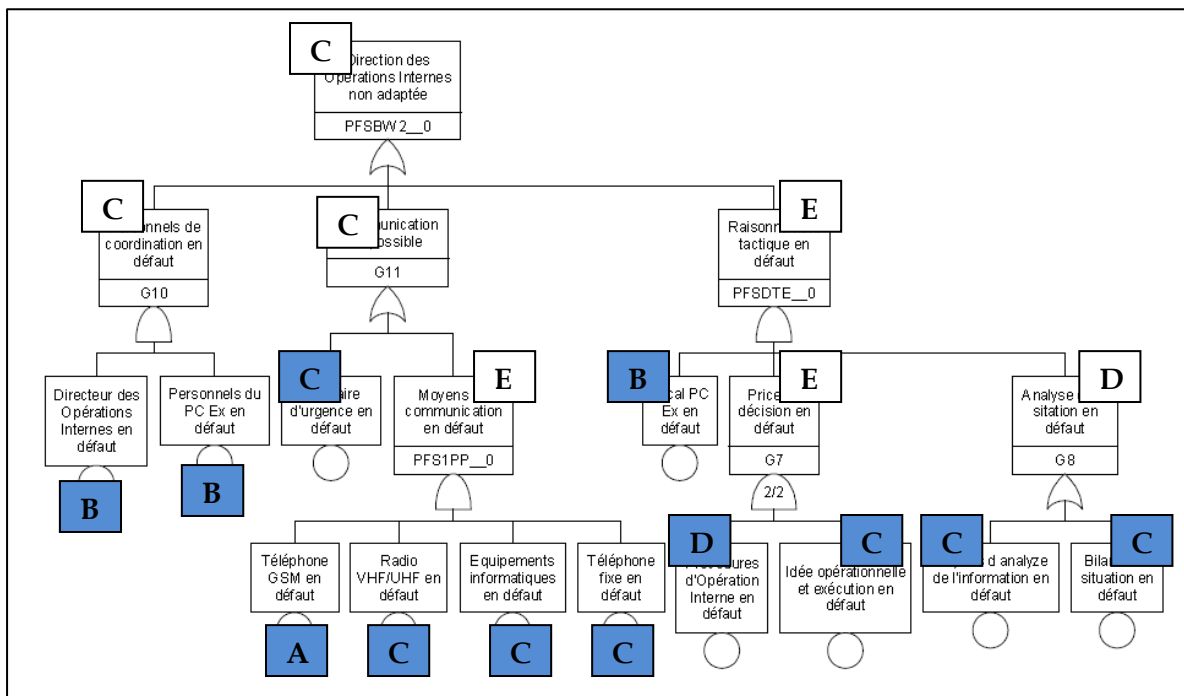 C
Direction des
Opérations Internes
non adaptée
PFSBW2__0
C
onnels de
coordination en
défaut
G10
C
unication
possible
G11
E
Raisonn
tactique en
défaut
PFSDTE__0
Directeur des
Opérations
Internes en
défaut
B
Personnels du
PC Ex en
défaut
B
C
aire
d'urgence en
défaut
E
Moyens
communication
en défaut
PFS1PP__0
B
cal PC
Ex en
défaut
E
Price
décision en
défaut
G7
2/2
D
Analyse
sitation en
défaut
G8
Téléphone
GSM en
défaut
A
Radio
VHF/UHF en
défaut
C
Equipements
informatiques
en défaut
C
Téléphone
fixe en
défaut
C
D
d'Opération
Interne en
défaut
C
Idée opérationnelle
et exécution en
défaut
C
d analyze
de l'information en
défaut
C
Bila
situation en
défaut